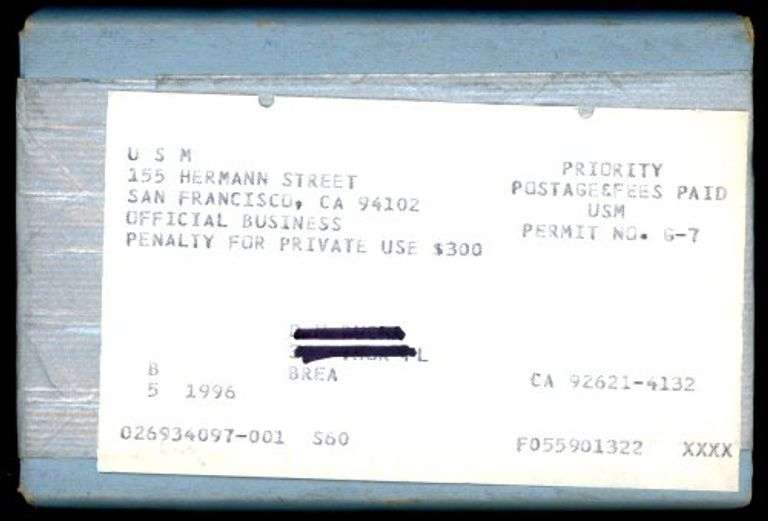 U S M
155 HERMANN STREET
SAN FRANCISCO, CA 94102
OFFICIAL BUSINESS
PENALTY FOR PRIVATE USE $300
PRIORITY
POSTAGE&FEES PAID
USM
PERMIT NO. G-7
PL
BREA
CA 92621-4132
B
5 1996
026934097-001 S60
F055901322 XXXX